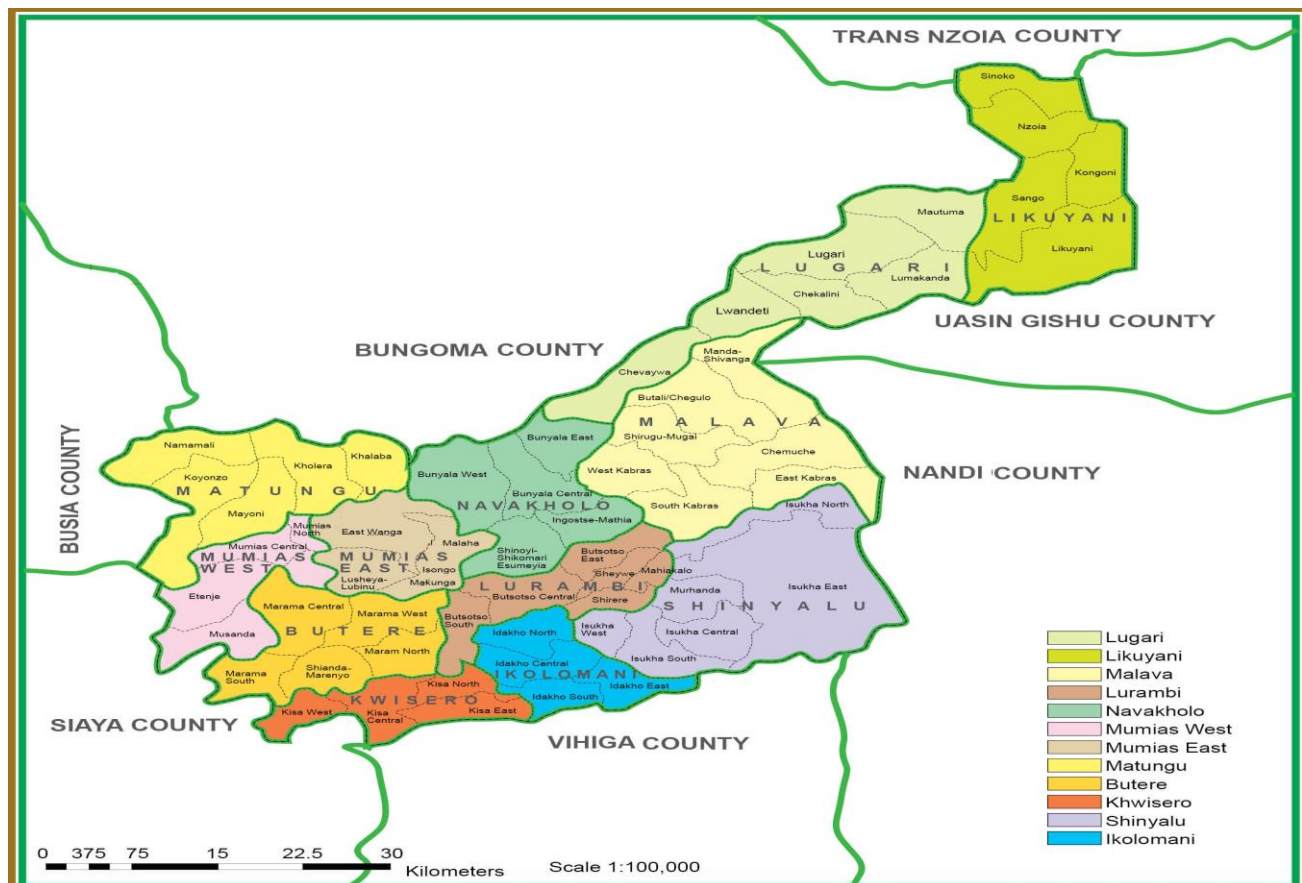 TRANS NZOIA COUNTY
Sinoko
Nzoia
Kongoni
Sango
LIKUYANI
Likuyani
Mautuma
Lugari
LUGARI
Lumakanda
Chekalini
Lwandeti
UASIN GISHU COUNTY
BUNGOMA COUNTY
Manda-
Shivanga
Chevaywa
Butali/Chegulo
MALAVA
Shirugu-Mugai
Chemuche
West Kabras
East Kabras
South Kabras
NANDI COUNTY
BUSIA COUNTY
Namamali
Khalaba
Kholera
Koyonzo
MATUNGU
Mayoni
Bunyala East
Bunyala West
Bunyala Central
NAVAKHOLO
Ingostse-Mathia
Shinoyi-
Shikomari
Esumeyia
Mumias
North
Mumias Central
MUMIAS
WEST
Etenje
Musanda
East Wanga
Malaha
MUMIAS
EAST
Isongo
Lusheya-
Lubinu
Makunga
Butsotso
East
Sheywe
Mahiakalo
LURAMBI
Butsotso Central
Shirere
Butsotso
South
Isukha North
Isukha East
Murhanda
SHINYALU
Isukha
West
Isukha Central
Isukha South
Marama Central
Marama West
BUTERE
Maram North
Marama
South
Shianda-
Marenyo
Idakho North
Idakho Central
IKOLOMANI
Idakho East
Idakho South
Kisa North
KWISERO
Kisa West
Kisa
Central
Kisa East
SIAYA COUNTY
VIHIGA COUNTY
Lugari
Likuyani
Malava
Lurambi
Navakholo
Mumias West
Mumias East
Matungu
Butere
Khwisero
Shinyalu
Ikolomani
0 375 75 15 22.5 30
Kilometers Scale 1:100,000